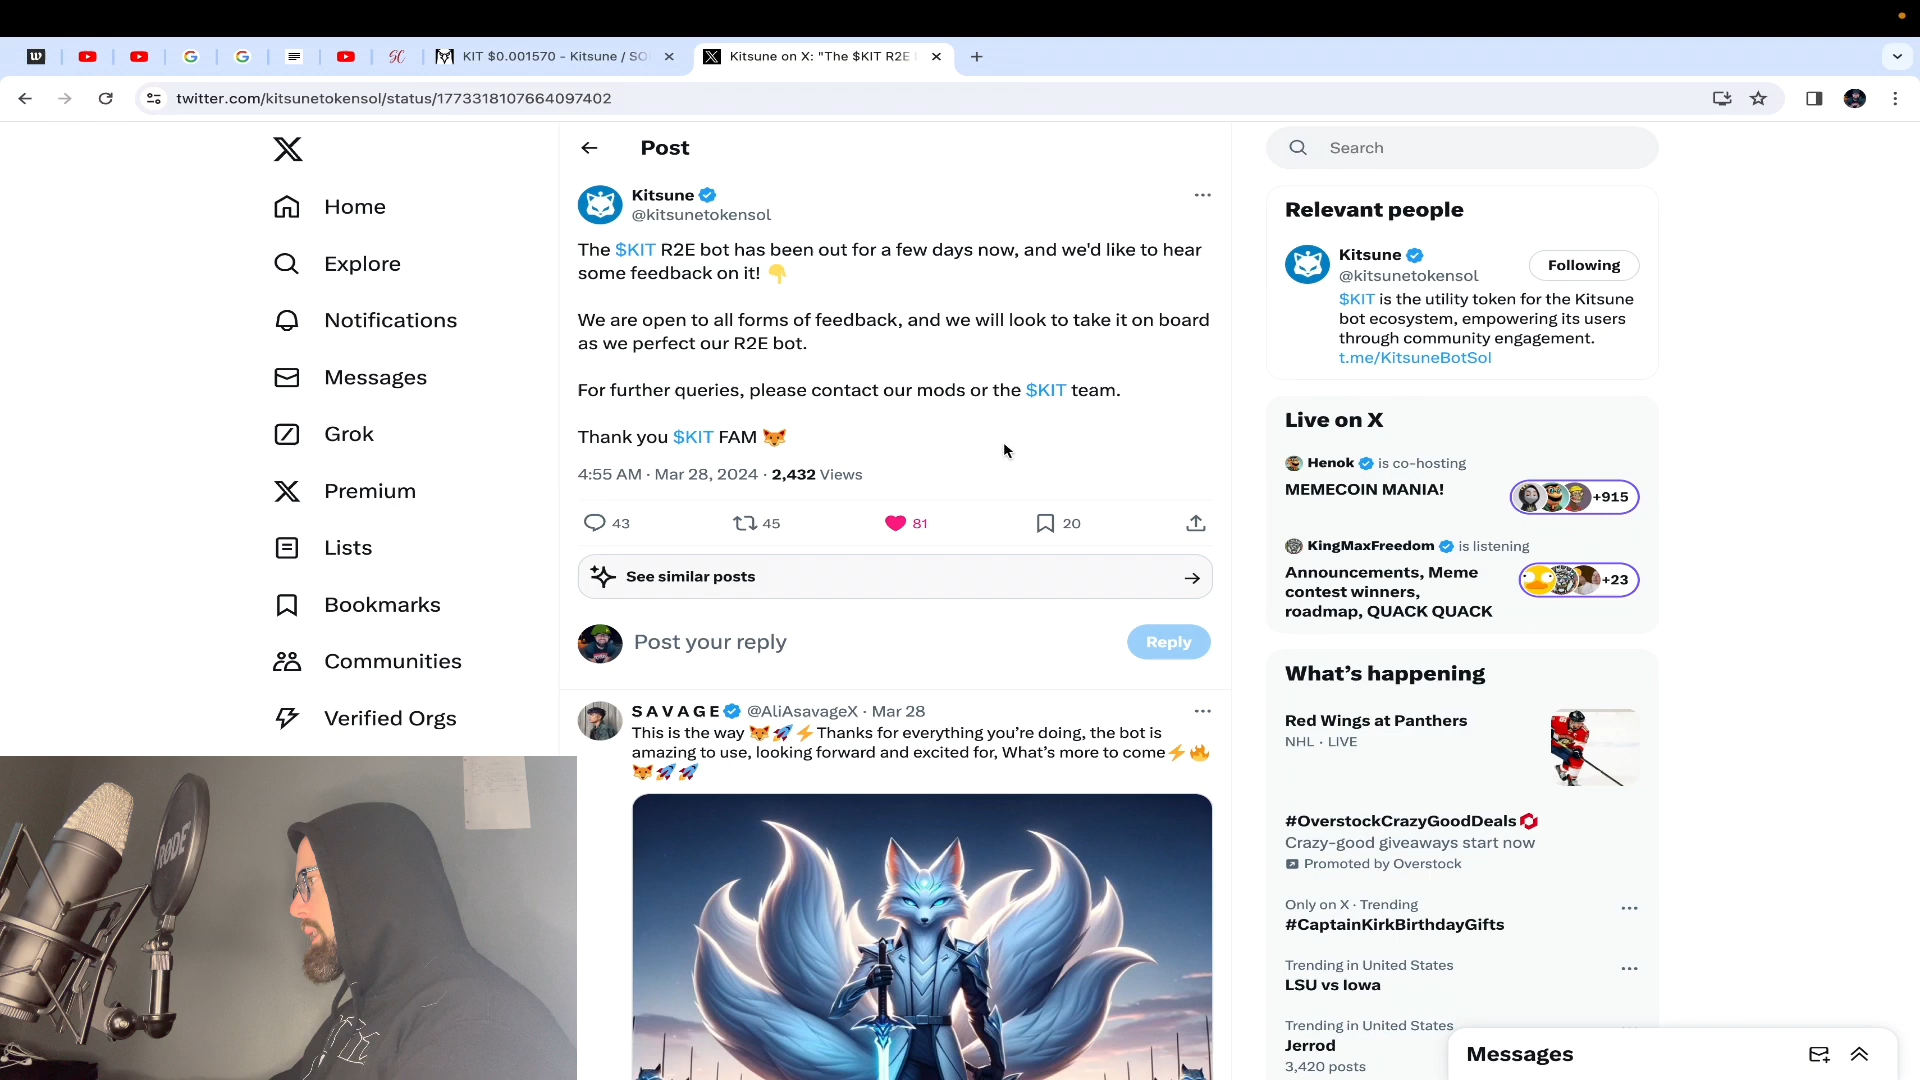 KIT $0.001570 - Kitsune / SO
Kitsune on X: "The $KIT R2E
twitter.com/kitsunetokensol/status/1773318107664097402
Post
Search
Home
Explore
Notifications
Messages
Grok
Premium
Lists
Bookmarks
Communities
Verified Orgs
Kitsune
@kitsunetokensol
The $KIT R2E bot has been out for a few days now, and we'd like to hear
some feedback on it! 👇
We are open to all forms of feedback, and we will look to take it on board
as we perfect our R2E bot.
For further queries, please contact our mods or the $KIT team.
Thank you $KIT FAM 🦊
4:55 AM · Mar 28, 2024 · 2,432 Views
43 45 81 20
See similar posts
Post your reply
Reply
S A V A G E @AliAsavageX · Mar 28
This is the way 🦊🚀⚡Thanks for everything you're doing, the bot is
amazing to use, looking forward and excited for, What's more to come⚡🔥
🦊🚀🚀
Relevant people
Kitsune
@kitsunetokensol
Following
$KIT is the utility token for the Kitsune
bot ecosystem, empowering its users
through community engagement.
t.me/KitsuneBotSol
Live on X
Henok is co-hosting
MEMECOIN MANIA!
+915
KingMaxFreedom is listening
Announcements, Meme
contest winners,
roadmap, QUACK QUACK
+23
What's happening
Red Wings at Panthers
NHL · LIVE
#OverstockCrazyGoodDeals
Crazy-good giveaways start now
Promoted by Overstock
Only on X · Trending
#CaptainKirkBirthdayGifts
Trending in United States
LSU vs Iowa
Trending in United States
Jerrod
3,420 posts
Messages
RODE